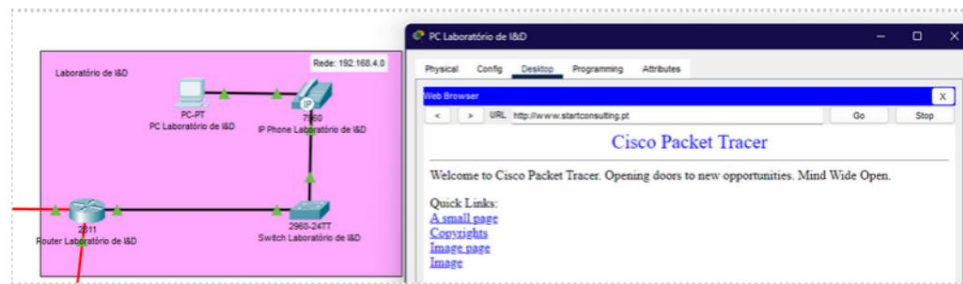 Rede: 192.168.4.0
Laboratório de I&D
PC-PT
PC Laboratório de I&D
IP
7960
IP Phone Laboratório de I&D
2811
Router Laboratório de I&D
2960-24TT
Switch Laboratório de I&D
PC Laboratório de I&D
Physical Config Desktop Programming Attributes
Web Browser X
< > URL http://www.startconsulting.pt Go Stop
Cisco Packet Tracer
Welcome to Cisco Packet Tracer. Opening doors to new opportunities. Mind Wide Open.
Quick Links:
A small page
Copyrights
Image page
Image